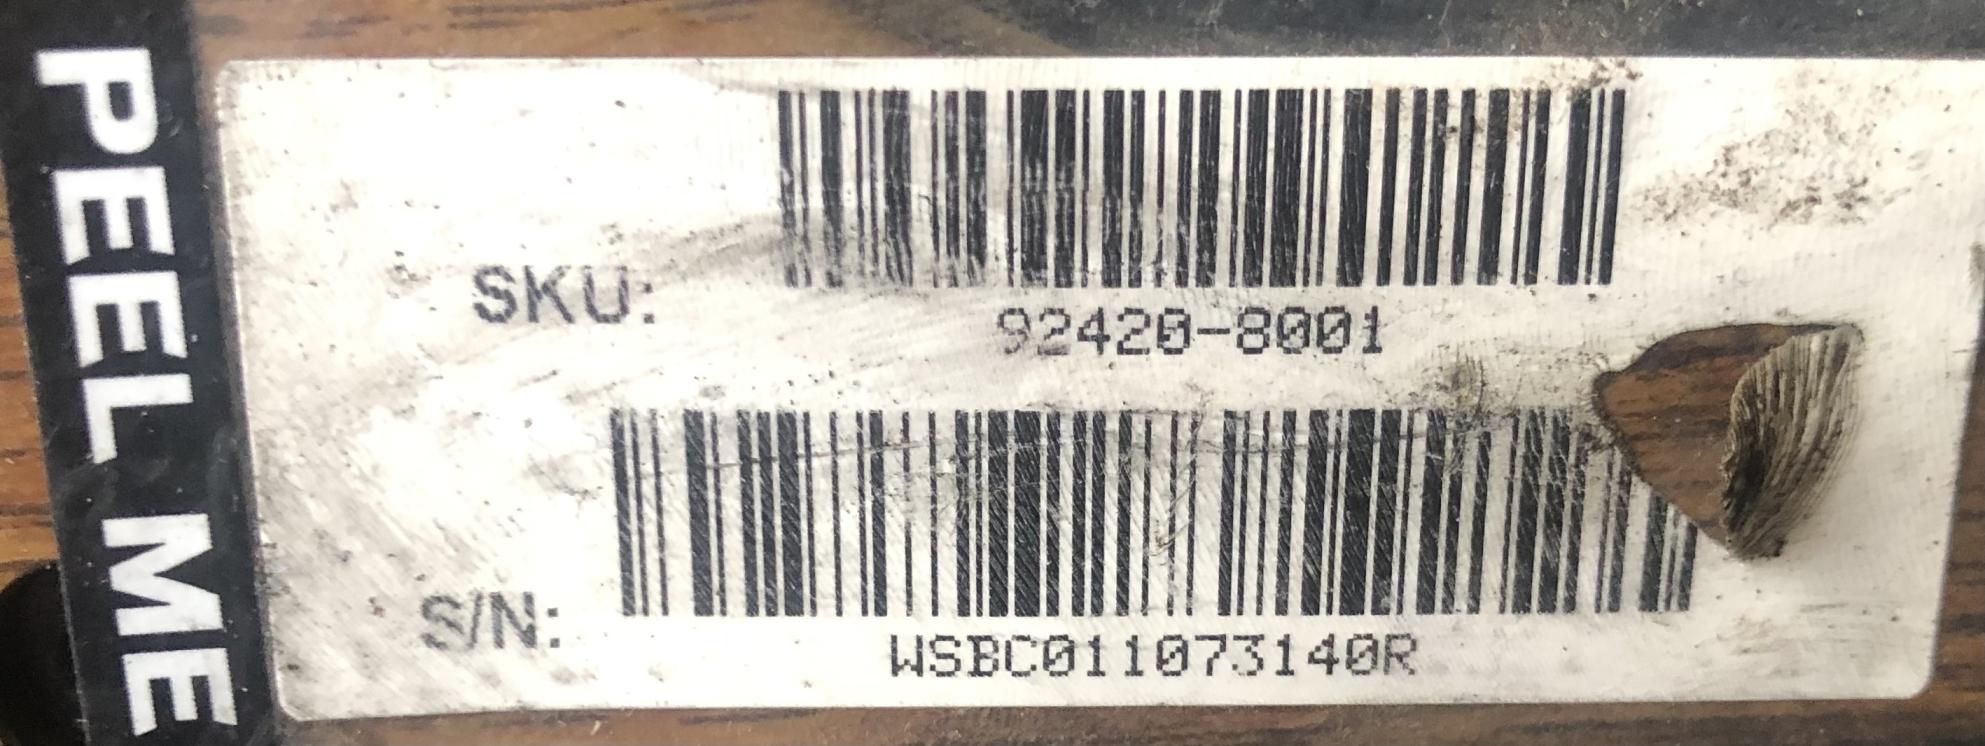 PEEL ME
SKU:
92420-8001
S/N:
WSBC011073140R